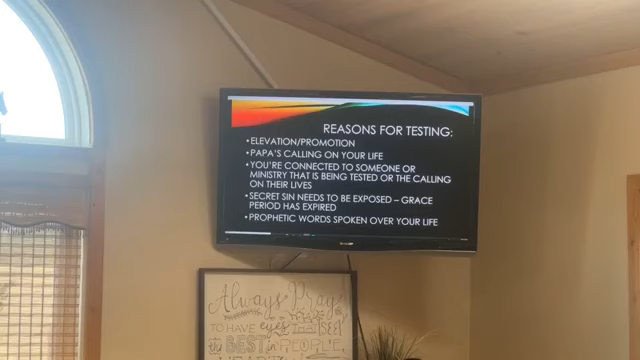 REASONS FOR TESTING:
•ELEVATION/PROMOTION
•PAPA'S CALLING ON YOUR LIFE
•YOU'RE CONNECTED TO SOMEONE OR
MINISTRY THAT IS BEING TESTED OR THE CALLING
ON THEIR LIVES
•SECRET SIN NEEDS TO BE EXPOSED – GRACE
PERIOD HAS EXPIRED
•PROPHETIC WORDS SPOKEN OVER YOUR LIFE
SHARP
Always Pray
TO HAVE eyes THAT SEE
the BEST in PEOPLE,